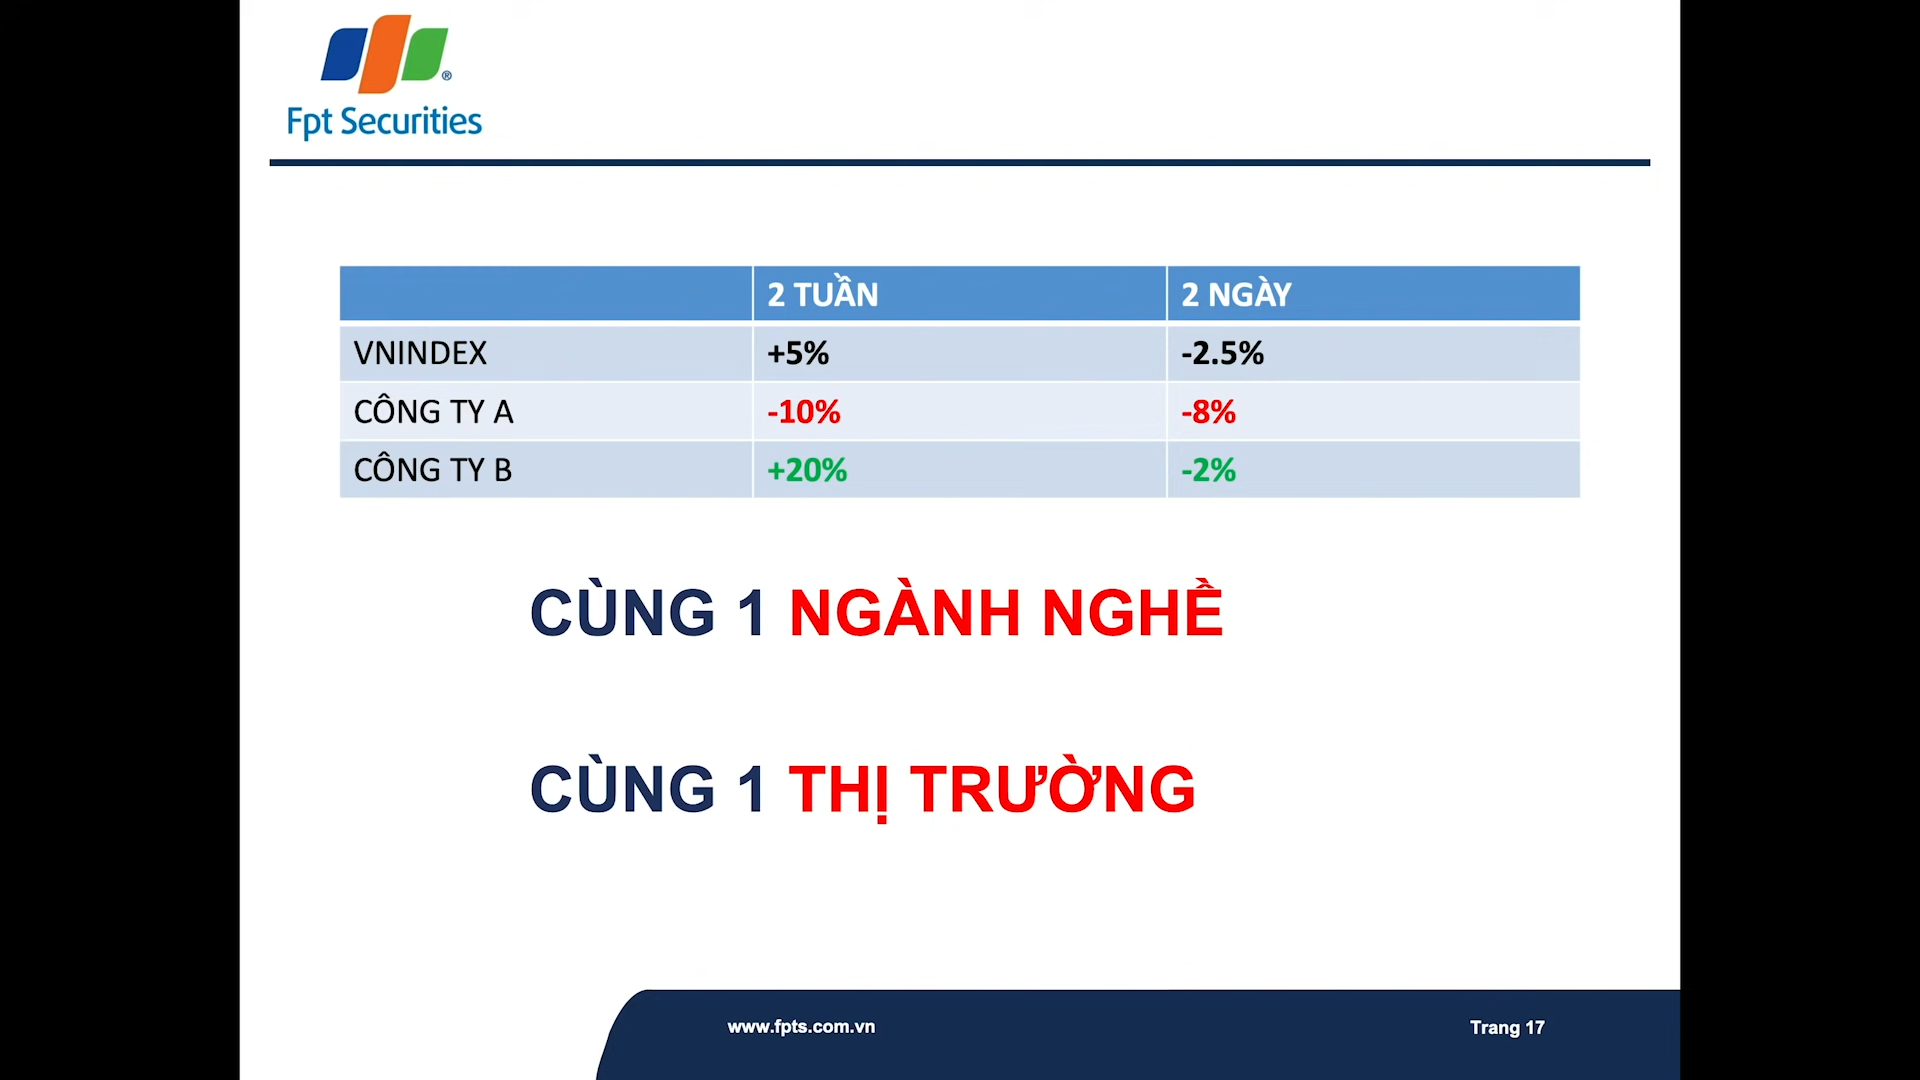 ®
Fpt Securities
2 TUẦN 2 NGÀY
VNINDEX +5% -2.5%
CÔNG TY A -10% -8%
CÔNG TY B +20% -2%
CÙNG 1 NGÀNH NGHỀ
CÙNG 1 THỊ TRƯỜNG
www.fpts.com.vn Trang 17